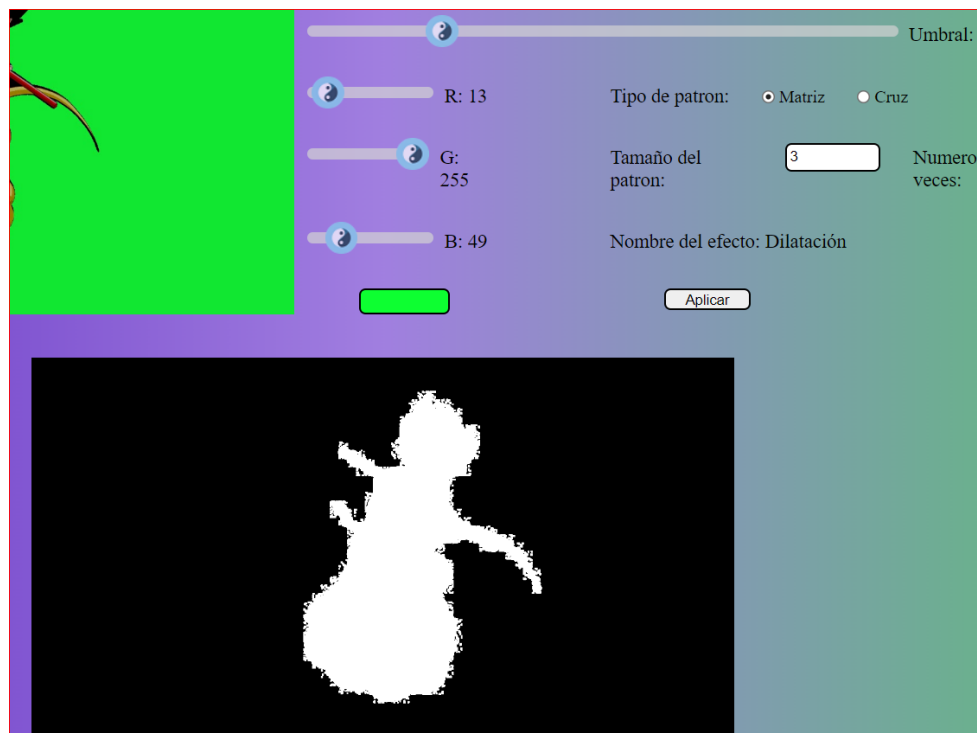 Umbral:
R: 13
Tipo de patron: Matriz Cruz
G:
255
Tamaño del
patron:
3
Numero
veces:
B: 49
Nombre del efecto: Dilatación
Aplicar